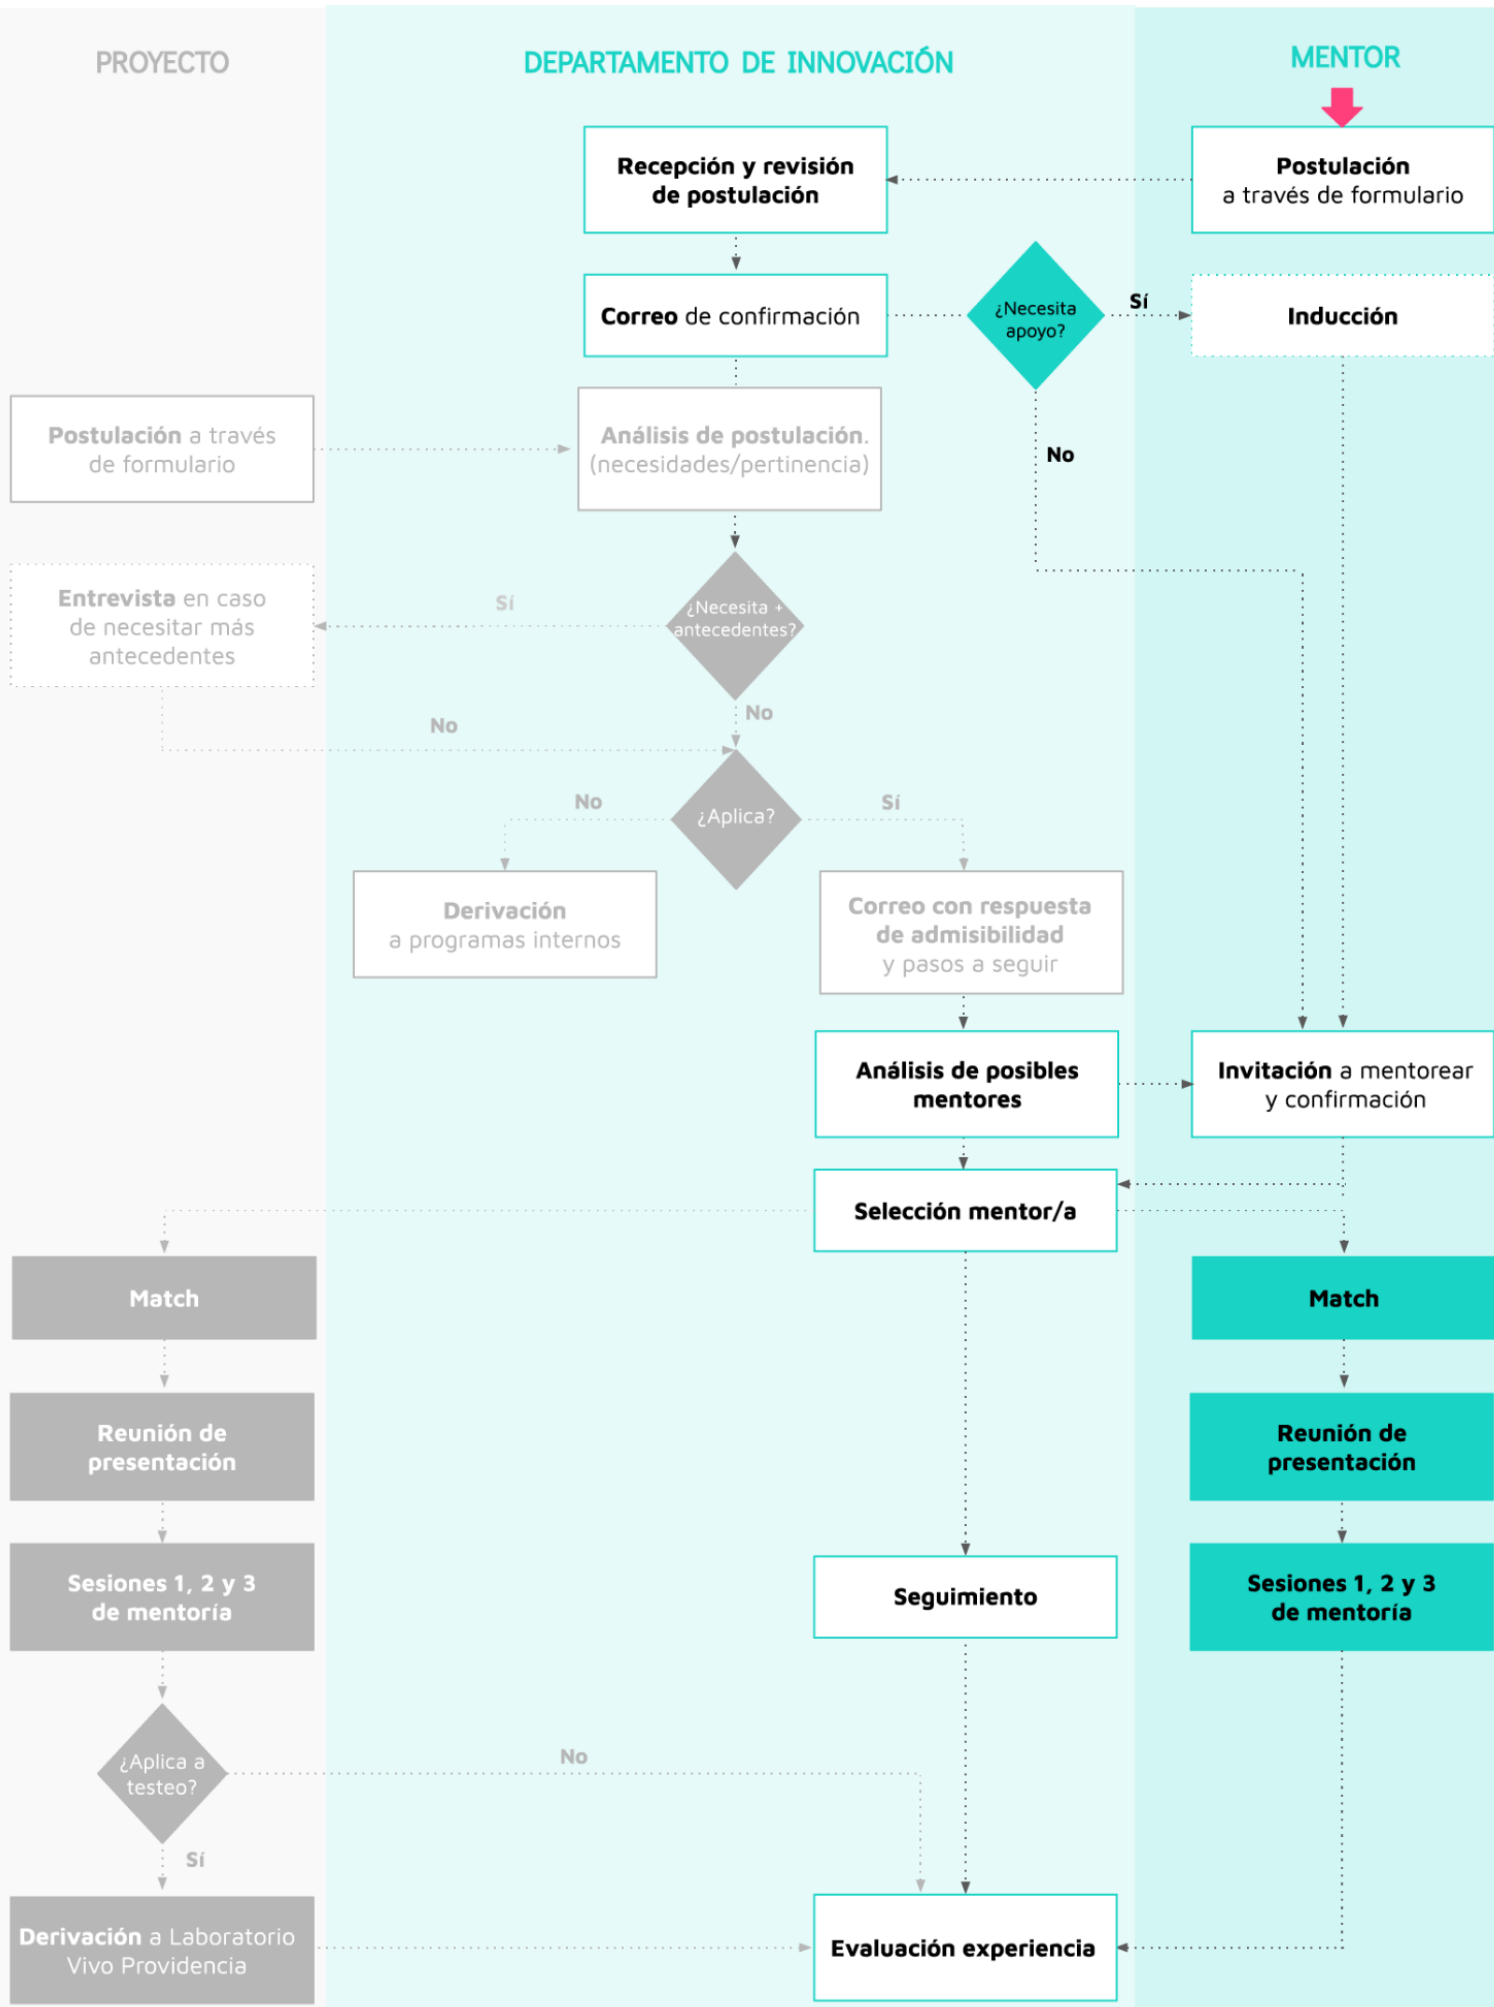 PROYECTO
DEPARTAMENTO DE INNOVACIÓN
MENTOR
Recepción y revisión
de postulación
Postulación
a través de formulario
Correo de confirmación
¿Necesita
apoyo?
Sí
Inducción
No
Postulación a través
de formulario
Análisis de postulación.
(necesidades/pertinencia)
Entrevista en caso
de necesitar más
antecedentes
Sí
¿Necesita +
antecedentes?
No
No
¿Aplica?
No
Sí
Derivación
a programas internos
Correo con respuesta
de admisibilidad
y pasos a seguir
Análisis de posibles
mentores
Invitación a mentorear
y confirmación
Selección mentor/a
Match
Match
Reunión de
presentación
Reunión de
presentación
Sesiones 1, 2 y 3
de mentoría
Seguimiento
Sesiones 1, 2 y 3
de mentoría
¿Aplica a
testeo?
No
Sí
Derivación a Laboratorio
Vivo Providencia
Evaluación experiencia